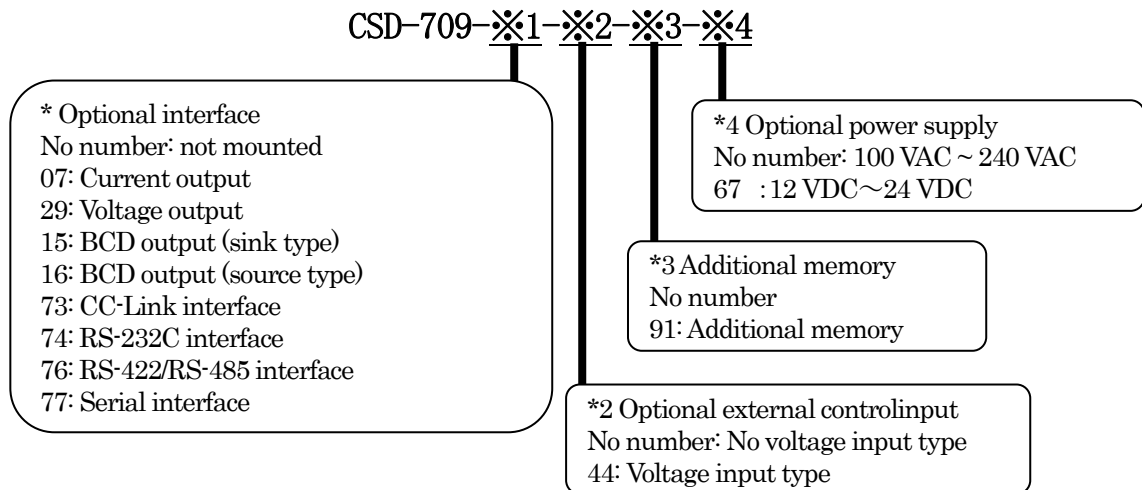 CSD-709-※1-※2-※3-※4
* Optional interface
No number: not mounted
07: Current output
29: Voltage output
15: BCD output (sink type)
16: BCD output (source type)
73: CC-Link interface
74: RS-232C interface
76: RS-422/RS-485 interface
77: Serial interface
*4 Optional power supply
No number: 100 VAC ~ 240 VAC
67 : 12 VDC～24 VDC
*3 Additional memory
No number
91: Additional memory
*2 Optional external controlinput
No number: No voltage input type
44: Voltage input type